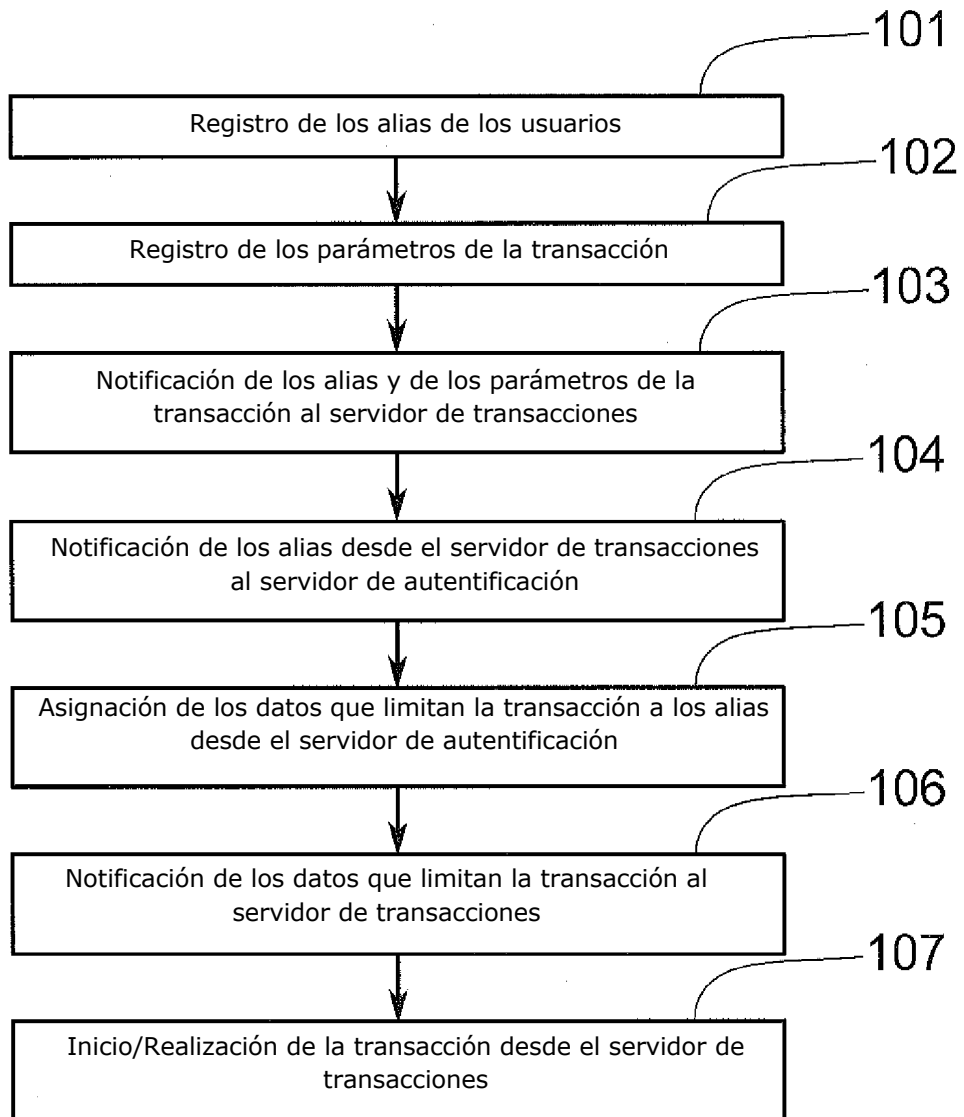 101
Registro de los alias de los usuarios
102
Registro de los parámetros de la transacción
103
Notificación de los alias y de los parámetros de la
transacción al servidor de transacciones
104
Notificación de los alias desde el servidor de transacciones
al servidor de autentificación
105
Asignación de los datos que limitan la transacción a los alias
desde el servidor de autentificación
106
Notificación de los datos que limitan la transacción al
servidor de transacciones
107
Inicio/Realización de la transacción desde el servidor de
transacciones